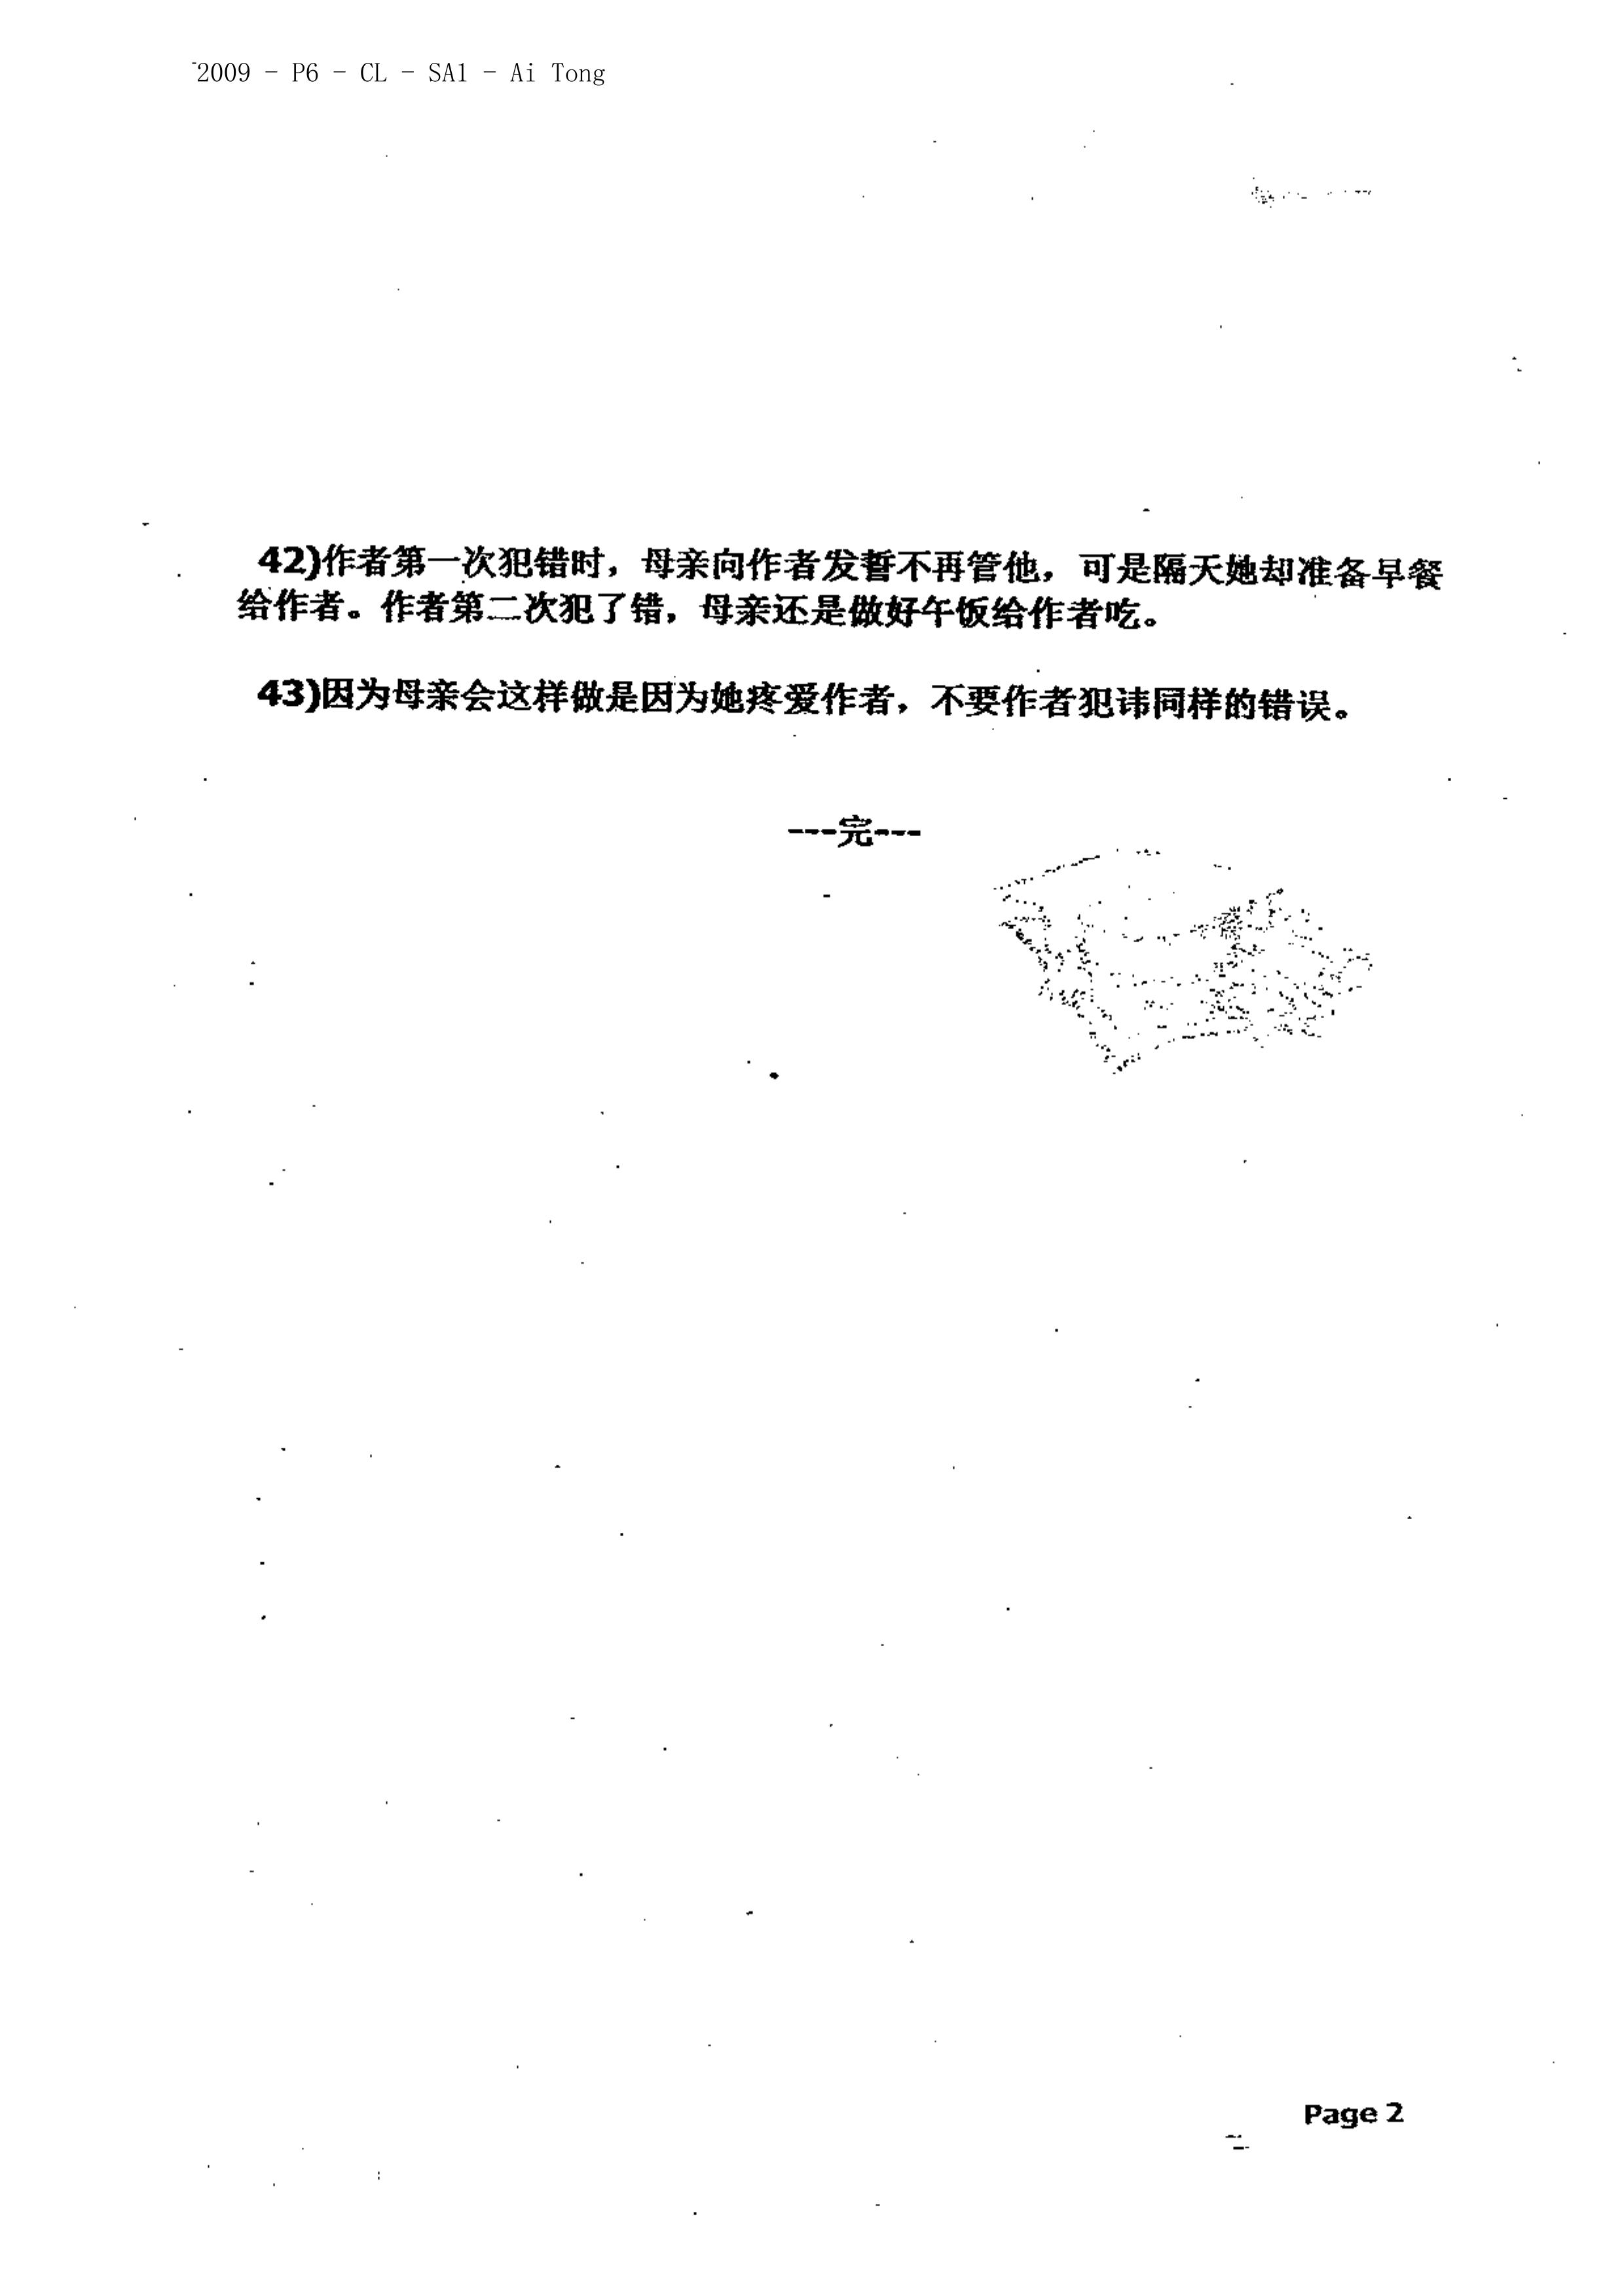 2009 - P6 - CL - SA1 - Ai Tong
42)作者第一次犯错时，母亲向作者发誓不再管他，可是隔天她却准备早餐
给作者。作者第二次犯了错，母亲还是做好午饭给作者吃。
43)因为母亲会这样做是因为她疼爱作者，不要作者犯讳同样的错误。
---完---
Page 2